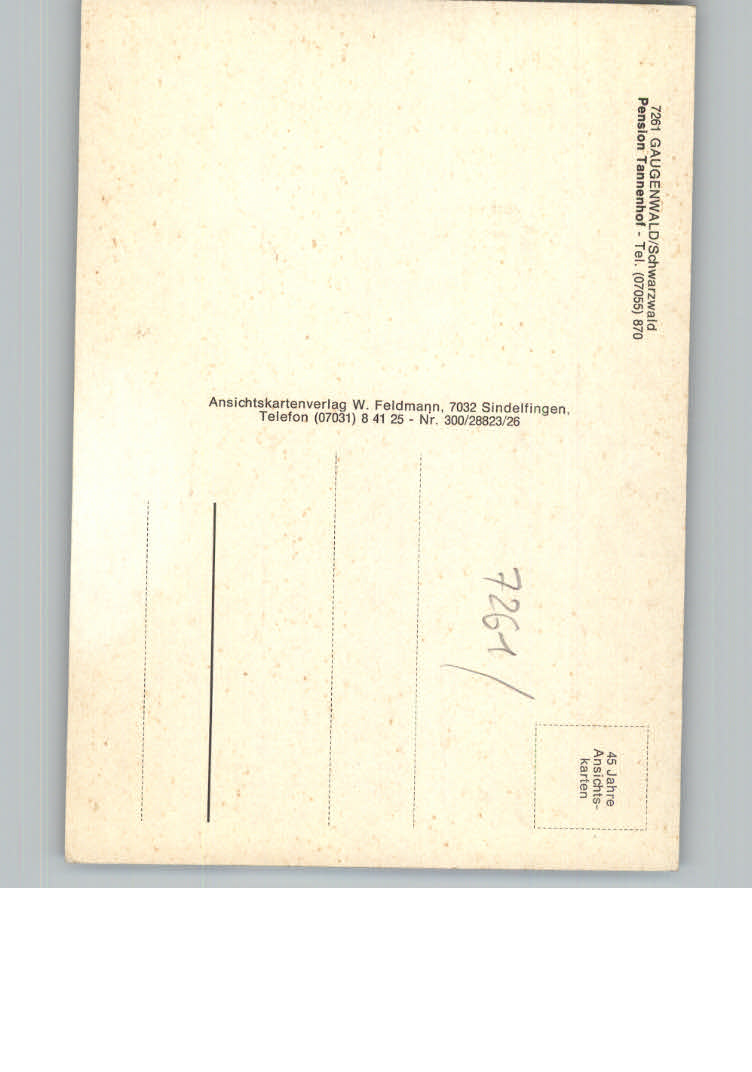 7261 GAUGENWALD/Schwarzwald
Pension Tannenhof - Tel. (07055) 870
Ansichtskartenverlag W. Feldmann, 7032 Sindelfingen,
Telefon (07031) 8 41 25 - Nr. 300/28823/26
7261/
45 Jahre
Ansichts-
karten